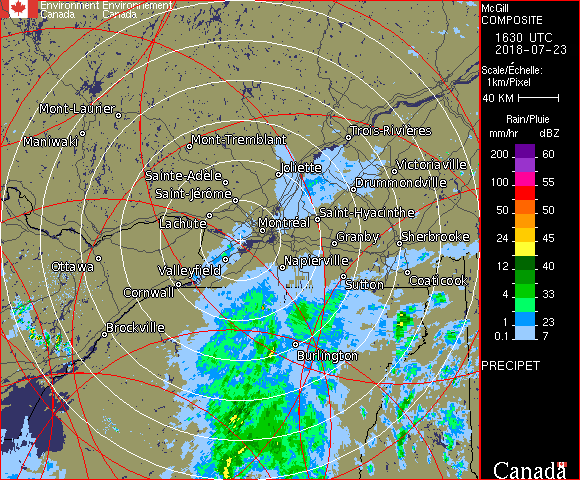 Environment Environnement
Canada Canada
McGill
COMPOSITE
1630 UTC
2018-07-23
Scale/Échelle:
1km/Pixel
40 KM
Rain/Pluie
mm/hr dBZ
200 60
150 57
100 55
50 50
24 45
12 40
4 33
1 23
0.1 7
PRECIPET
Canada
Mont-Laurier
Maniwaki
Mont-Tremblant
Trois-Rivières
Sainte-Adèle
Joliette
Victoriaville
Drummondville
Saint-Jérôme
Lachute
Montréal
Saint-Hyacinthe
Granby
Sherbrooke
Ottawa
Valleyfield
Napierville
Cornwall
Sutton
Coaticook
Brockville
Burlington